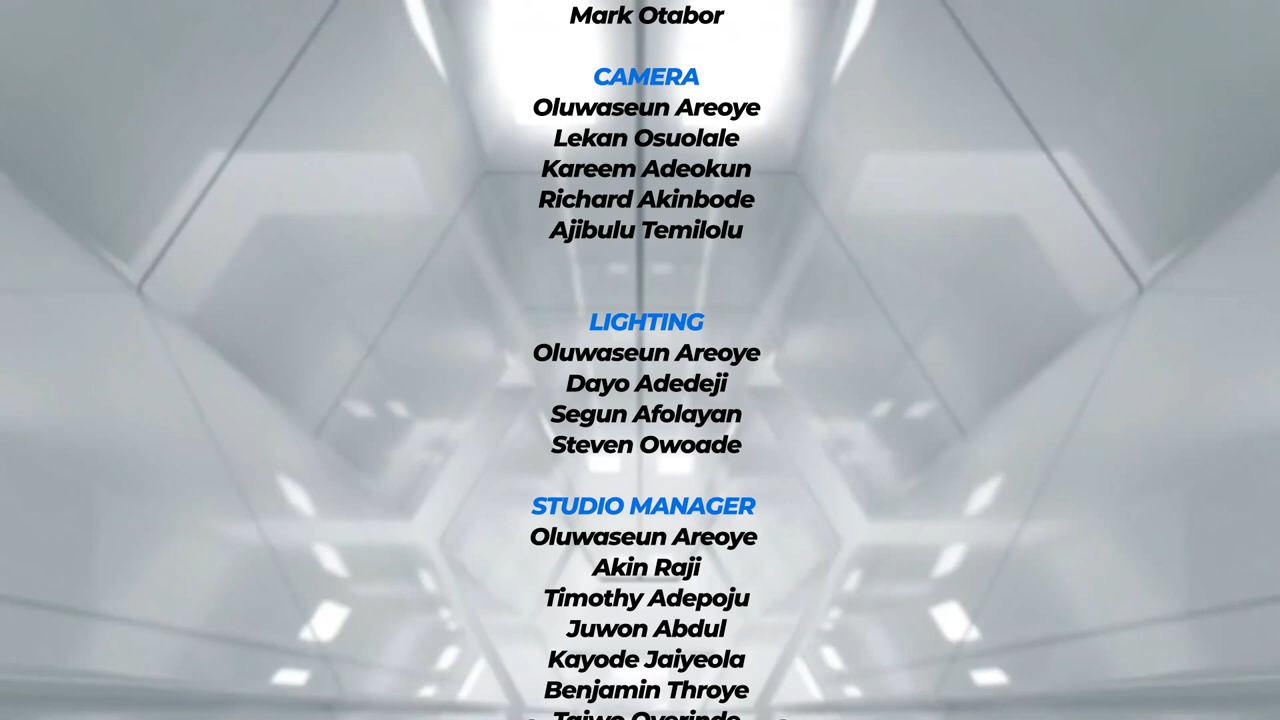 Mark Otabor
CAMERA
Oluwaseun Areoye
Lekan Osuolale
Kareem Adeokun
Richard Akinbode
Ajibulu Temilolu
LIGHTING
Oluwaseun Areoye
Dayo Adedeji
Segun Afolayan
Steven Owoade
STUDIO MANAGER
Oluwaseun Areoye
Akin Raji
Timothy Adepoju
Juwon Abdul
Kayode Jaiyeola
Benjamin Throye